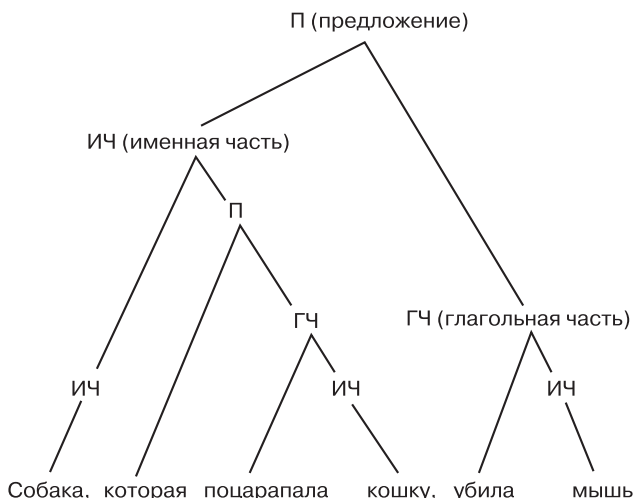 П (предложение)
ИЧ (именная часть)
П
ГЧ
ГЧ (глагольная часть)
ИЧ
ИЧ
ИЧ
Собака, которая поцарапала кошку, убила мышь